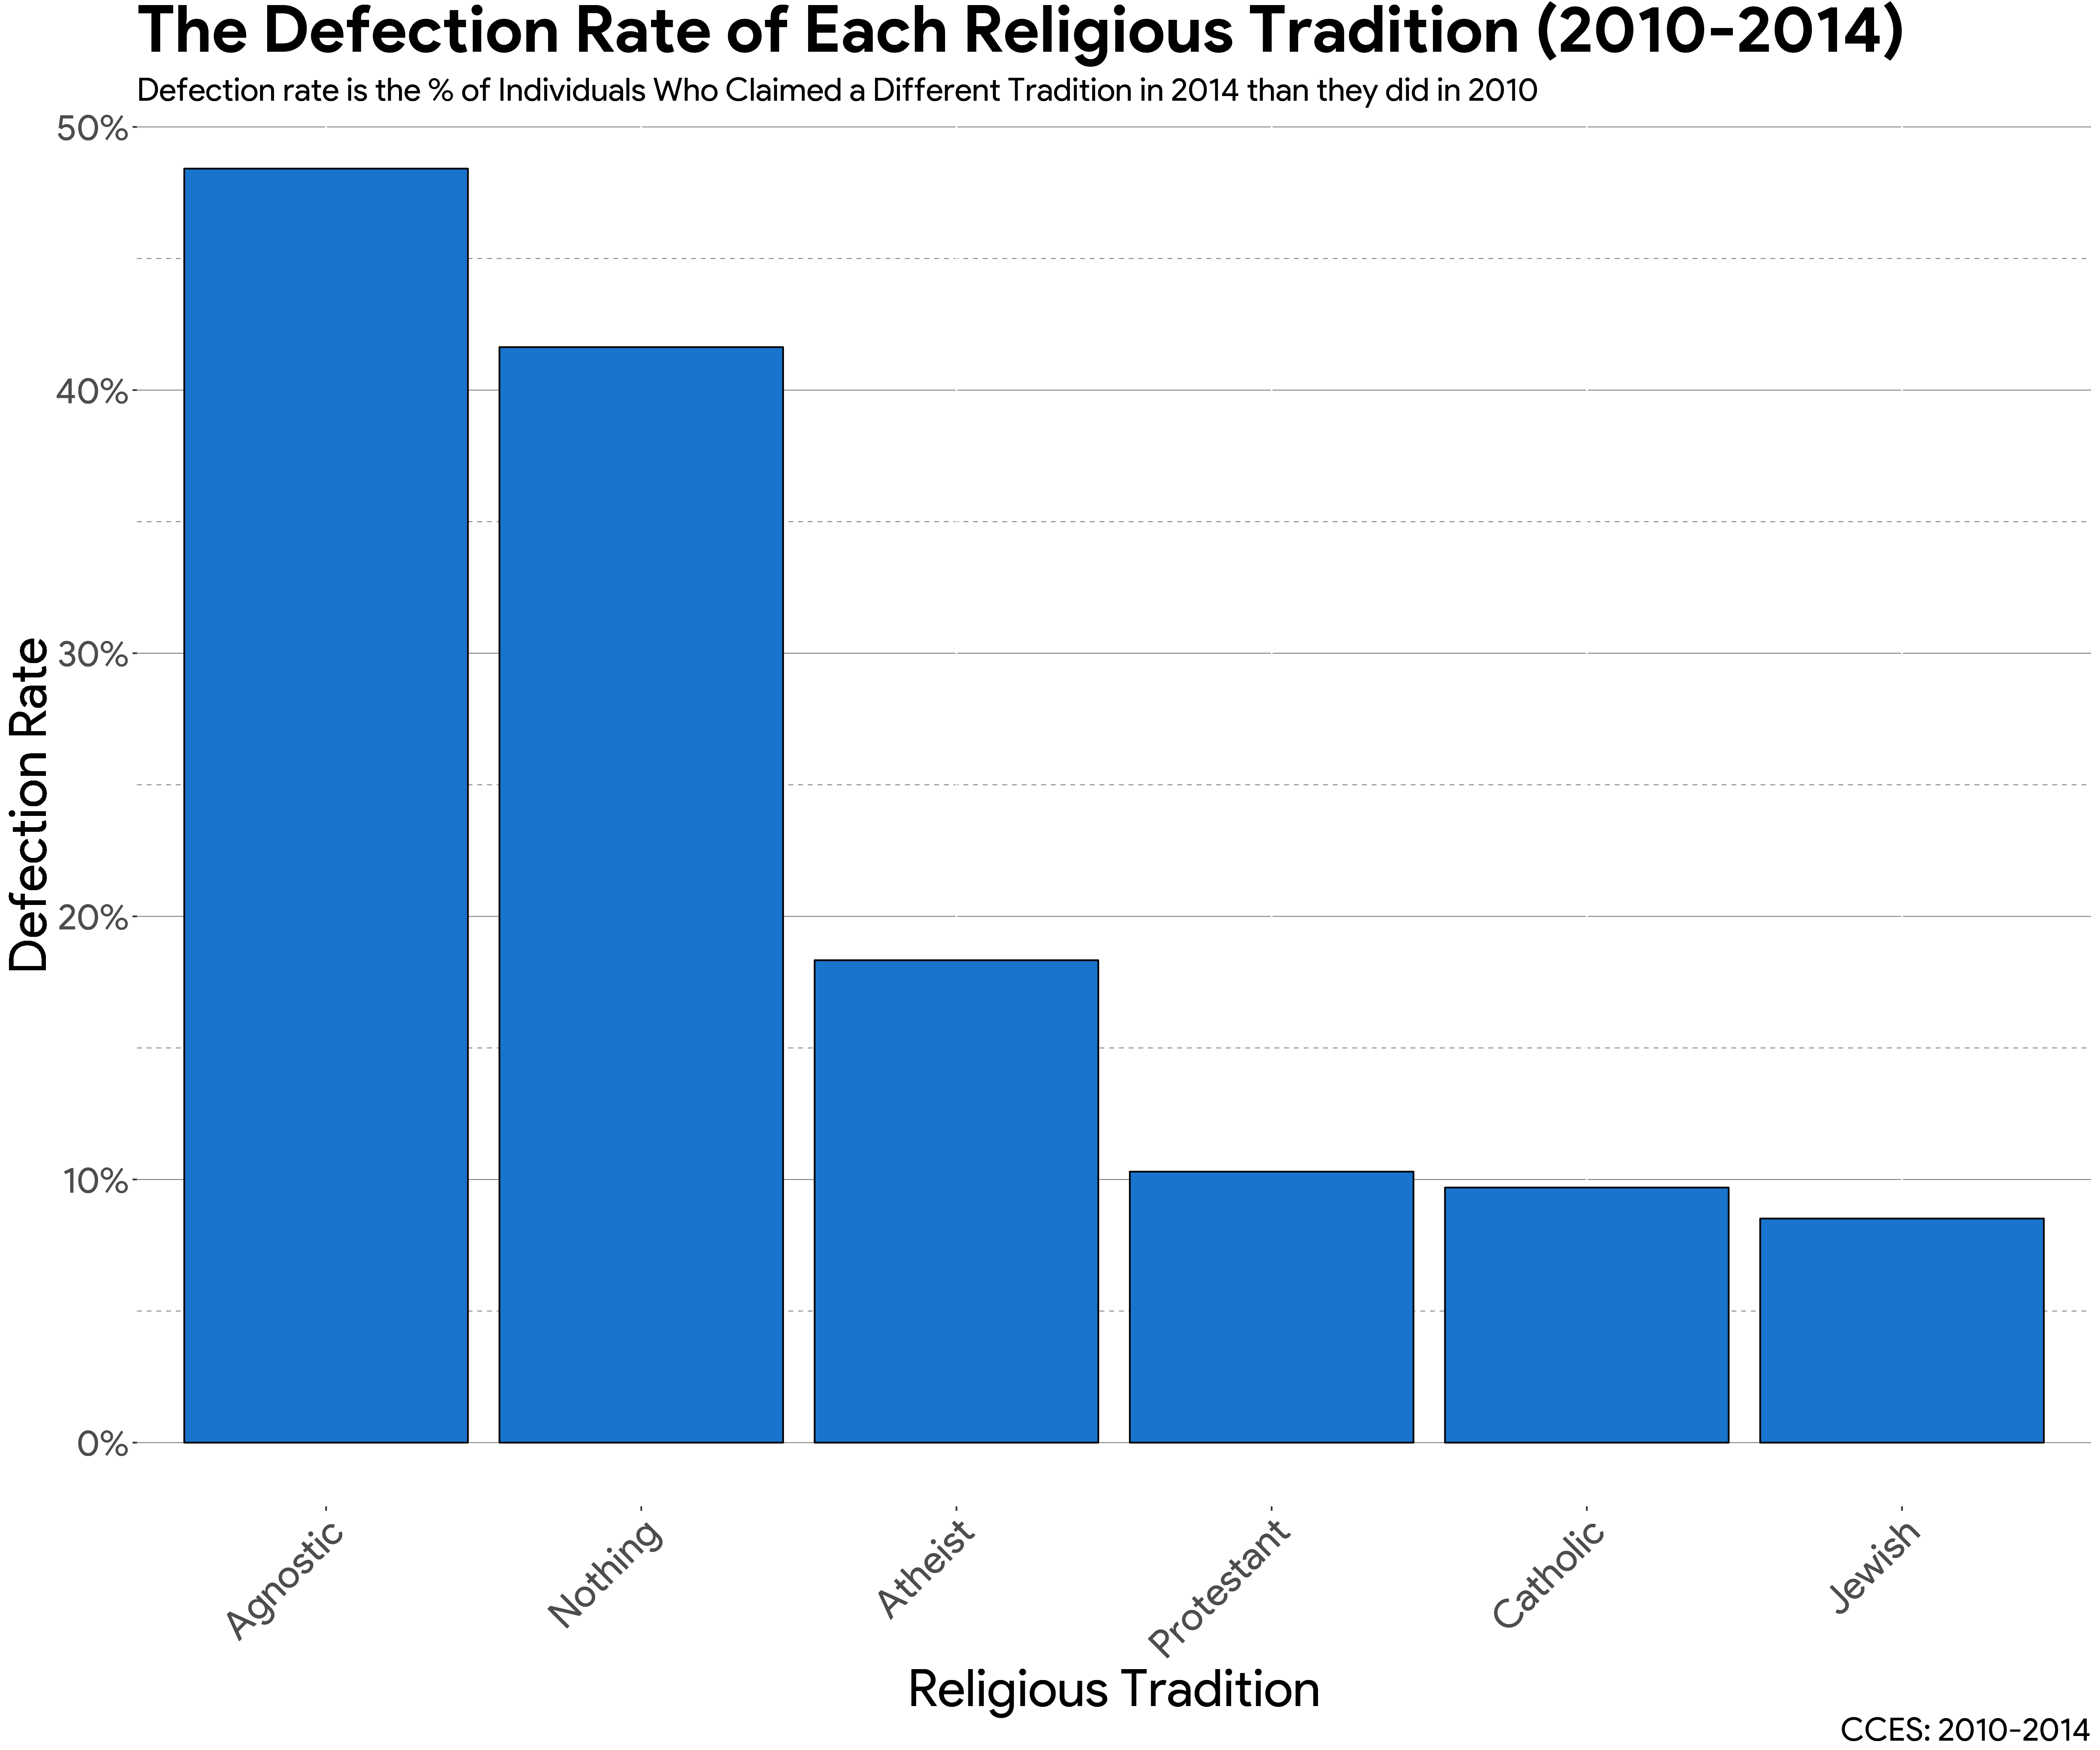 The Defection Rate of Each Religious Tradition (2010-2014)
Defection rate is the % of Individuals Who Claimed a Different Tradition in 2014 than they did in 2010
50%
40%
30%
20%
10%
0%
Defection Rate
Agnostic
Nothing
Atheist
Protestant
Catholic
Jewish
Religious Tradition
CCES: 2010-2014